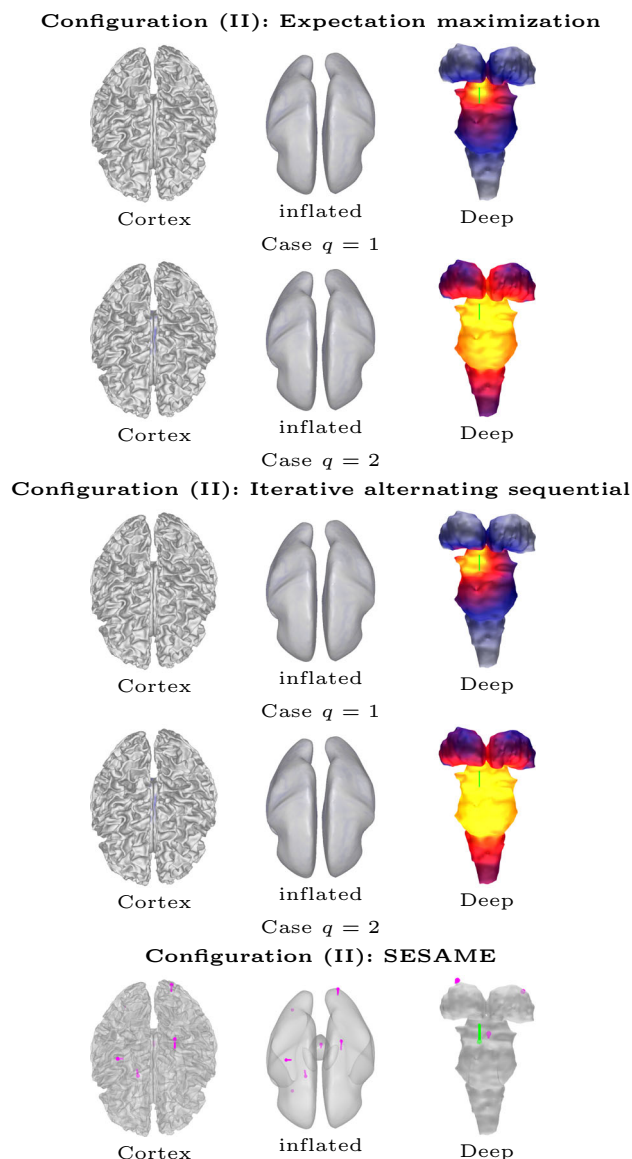 Configuration (II): Expectation maximization
Cortex inflated Deep
Case q = 1
Cortex inflated Deep
Case q = 2
Configuration (II): Iterative alternating sequential
Cortex inflated Deep
Case q = 1
Cortex inflated Deep
Case q = 2
Configuration (II): SESAME
Cortex inflated Deep